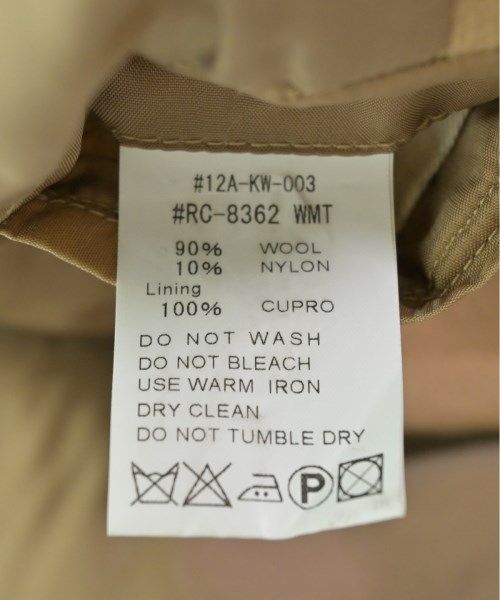 #12A-KW-003
#RC-8362 WMT
90% WOOL
10% NYLON
Lining
100% CUPRO
DO NOT WASH
DO NOT BLEACH
USE WARM IRON
DRY CLEAN
DO NOT TUMBLE DRY
P